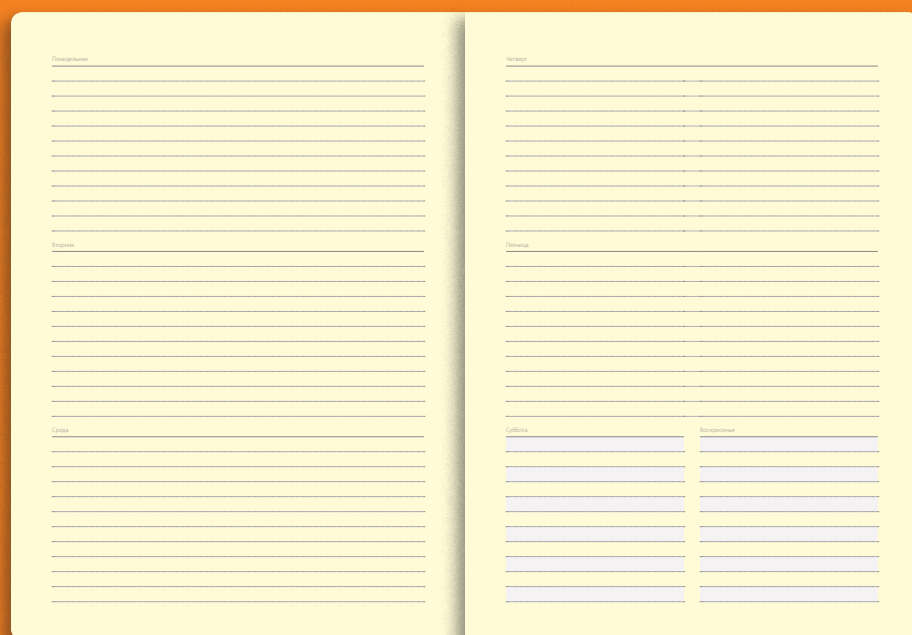 Понедельник
Вторник
Среда
Четверг
Пятница
Суббота
Воскресенье